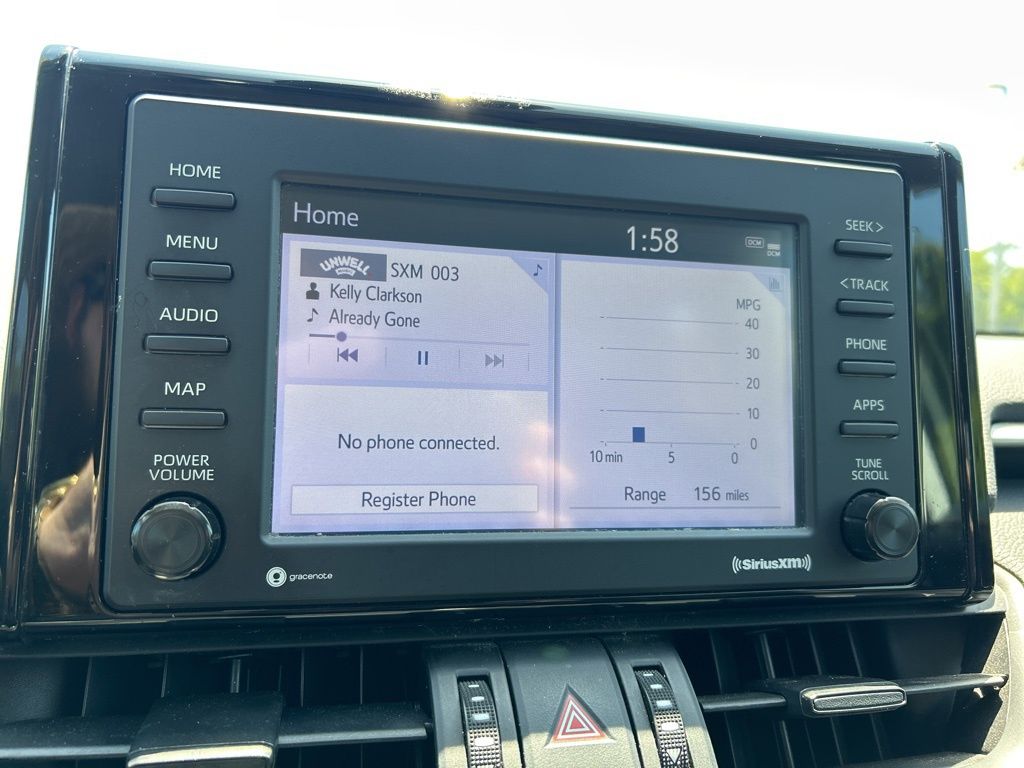 HOME
MENU
AUDIO
MAP
POWER
VOLUME
Home
1:58
DCM
DCM
UNWELL
SXM 003
Kelly Clarkson
Already Gone
No phone connected.
Register Phone
MPG
40
30
20
10
0
10 min 5 0
Range 156 miles
SEEK >
< TRACK
PHONE
APPS
TUNE
SCROLL
gracenote
((SiriusXM))